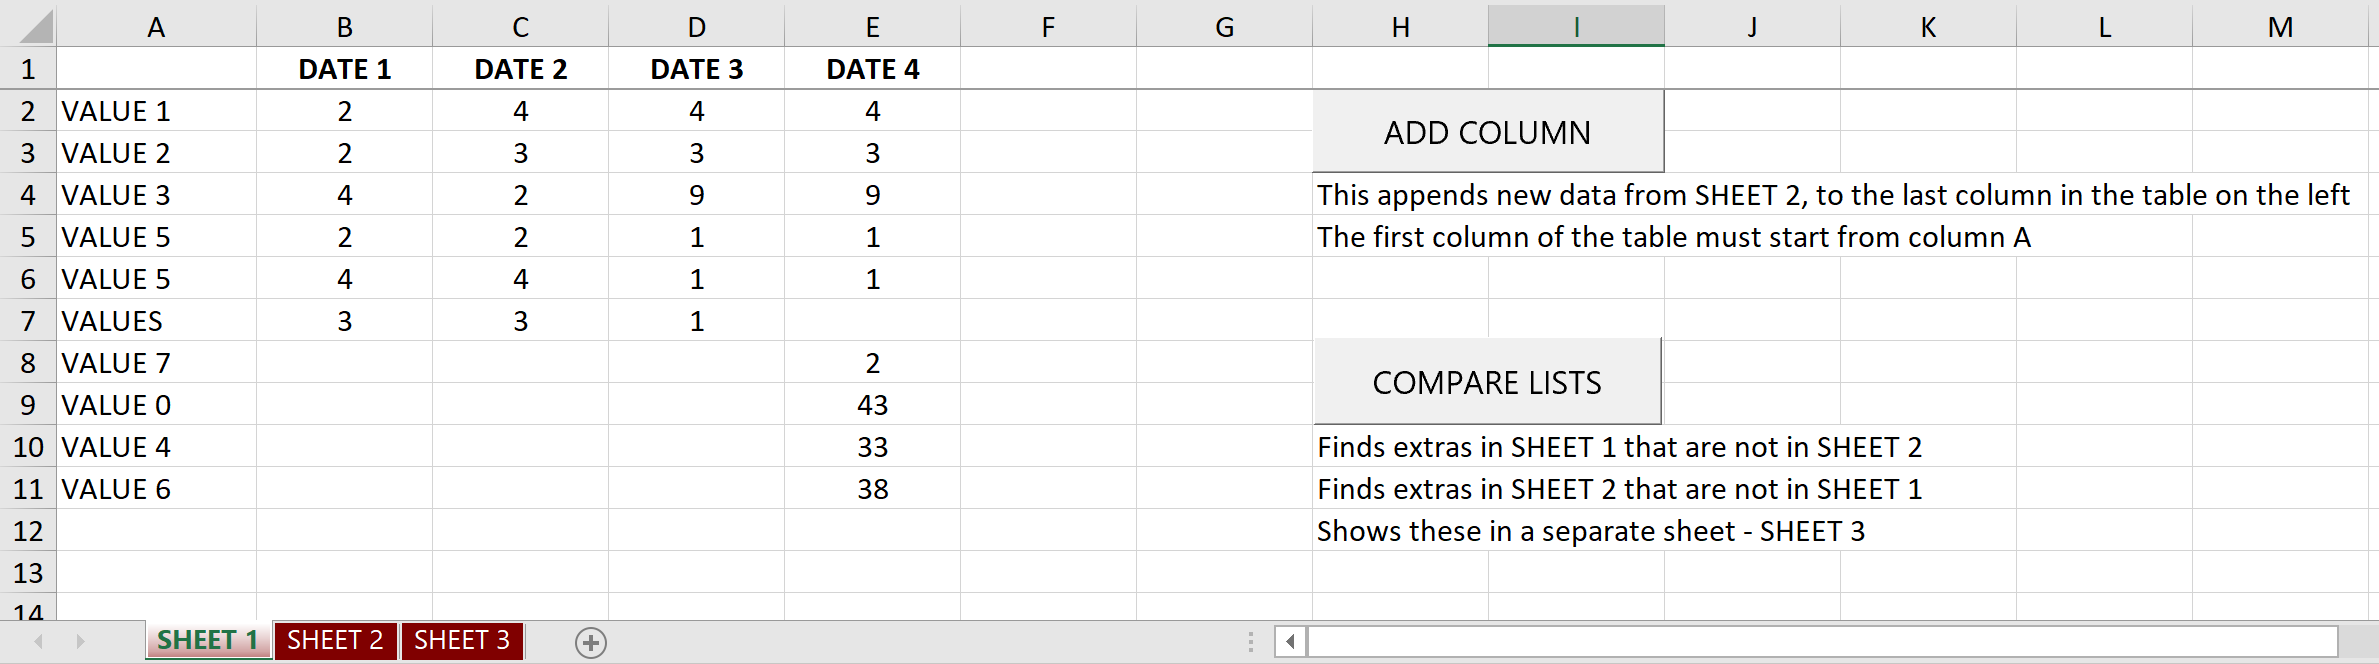 A B C D E F G H I J K L M
1 DATE 1 DATE 2 DATE 3 DATE 4
2 VALUE 1 2 4 4 4
3 VALUE 2 2 3 3 3
ADD COLUMN
4 VALUE 3 4 2 9 9 This appends new data from SHEET 2, to the last column in the table on the left
5 VALUE 5 2 2 1 1 The first column of the table must start from column A
6 VALUE 5 4 4 1 1
7 VALUES 3 3 1
8 VALUE 7 2
COMPARE LISTS
9 VALUE 0 43
10 VALUE 4 33 Finds extras in SHEET 1 that are not in SHEET 2
11 VALUE 6 38 Finds extras in SHEET 2 that are not in SHEET 1
12 Shows these in a separate sheet - SHEET 3
13
14
SHEET 1 SHEET 2 SHEET 3